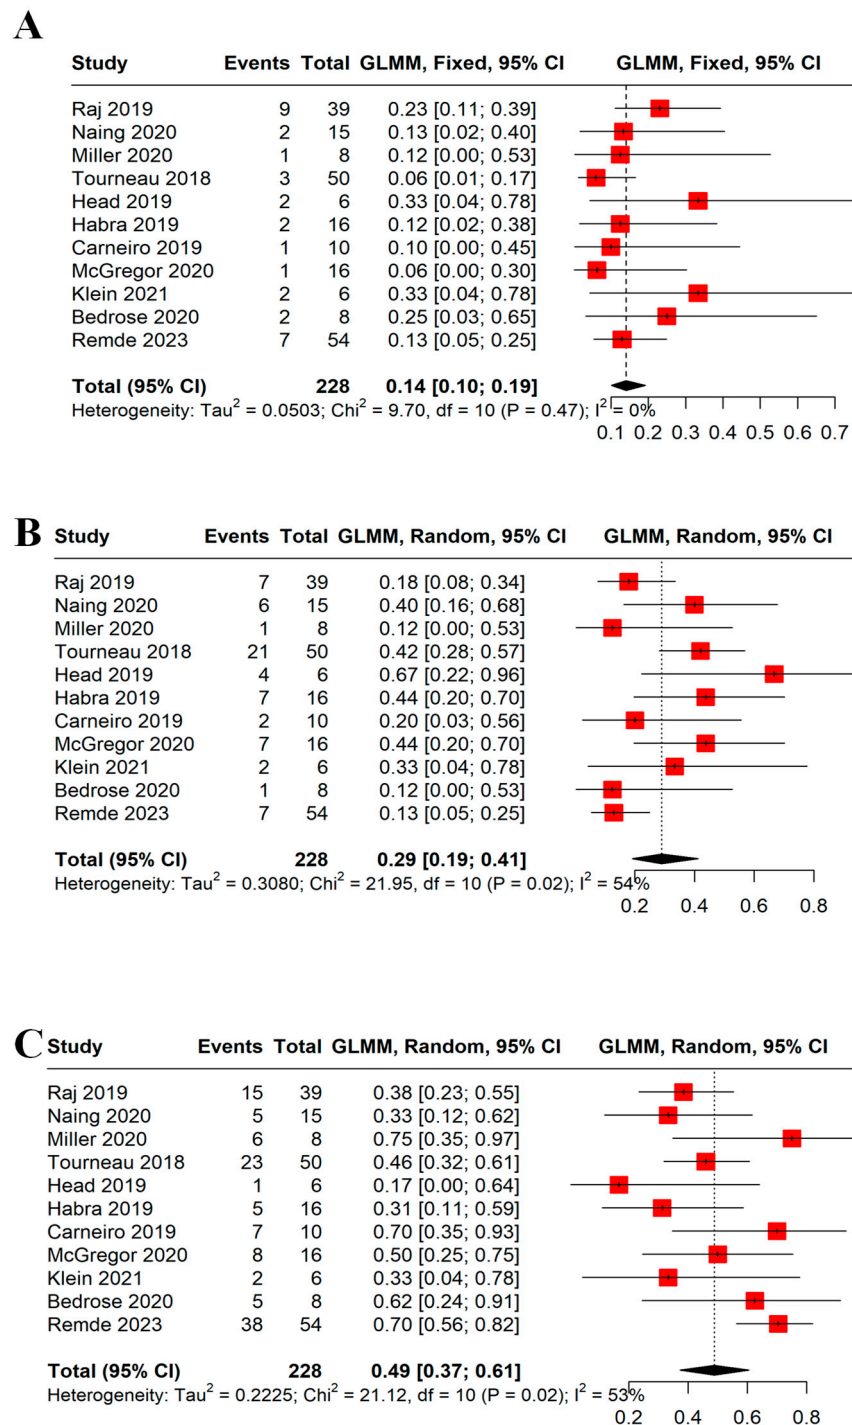 A
Study Events Total GLMM, Fixed, 95% CI GLMM, Fixed, 95% CI
Raj 2019 9 39 0.23 [0.11; 0.39]
Naing 2020 2 15 0.13 [0.02; 0.40]
Miller 2020 1 8 0.12 [0.00; 0.53]
Tourneau 2018 3 50 0.06 [0.01; 0.17]
Head 2019 2 6 0.33 [0.04; 0.78]
Habra 2019 2 16 0.12 [0.02; 0.38]
Carneiro 2019 1 10 0.10 [0.00; 0.45]
McGregor 2020 1 16 0.06 [0.00; 0.30]
Klein 2021 2 6 0.33 [0.04; 0.78]
Bedrose 2020 2 8 0.25 [0.03; 0.65]
Remde 2023 7 54 0.13 [0.05; 0.25]
Total (95% CI) 228 0.14 [0.10; 0.19]
Heterogeneity: Tau² = 0.0503; Chi² = 9.70, df = 10 (P = 0.47); I² = 0%
0.1 0.2 0.3 0.4 0.5 0.6 0.7
B
Study Events Total GLMM, Random, 95% CI GLMM, Random, 95% CI
Raj 2019 7 39 0.18 [0.08; 0.34]
Naing 2020 6 15 0.40 [0.16; 0.68]
Miller 2020 1 8 0.12 [0.00; 0.53]
Tourneau 2018 21 50 0.42 [0.28; 0.57]
Head 2019 4 6 0.67 [0.22; 0.96]
Habra 2019 7 16 0.44 [0.20; 0.70]
Carneiro 2019 2 10 0.20 [0.03; 0.56]
McGregor 2020 7 16 0.44 [0.20; 0.70]
Klein 2021 2 6 0.33 [0.04; 0.78]
Bedrose 2020 1 8 0.12 [0.00; 0.53]
Remde 2023 7 54 0.13 [0.05; 0.25]
Total (95% CI) 228 0.29 [0.19; 0.41]
Heterogeneity: Tau² = 0.3080; Chi² = 21.95, df = 10 (P = 0.02); I² = 54%
0.2 0.4 0.6 0.8
C
Study Events Total GLMM, Random, 95% CI GLMM, Random, 95% CI
Raj 2019 15 39 0.38 [0.23; 0.55]
Naing 2020 5 15 0.33 [0.12; 0.62]
Miller 2020 6 8 0.75 [0.35; 0.97]
Tourneau 2018 23 50 0.46 [0.32; 0.61]
Head 2019 1 6 0.17 [0.00; 0.64]
Habra 2019 5 16 0.31 [0.11; 0.59]
Carneiro 2019 7 10 0.70 [0.35; 0.93]
McGregor 2020 8 16 0.50 [0.25; 0.75]
Klein 2021 2 6 0.33 [0.04; 0.78]
Bedrose 2020 5 8 0.62 [0.24; 0.91]
Remde 2023 38 54 0.70 [0.56; 0.82]
Total (95% CI) 228 0.49 [0.37; 0.61]
Heterogeneity: Tau² = 0.2225; Chi² = 21.12, df = 10 (P = 0.02); I² = 53%
0.2 0.4 0.6 0.8